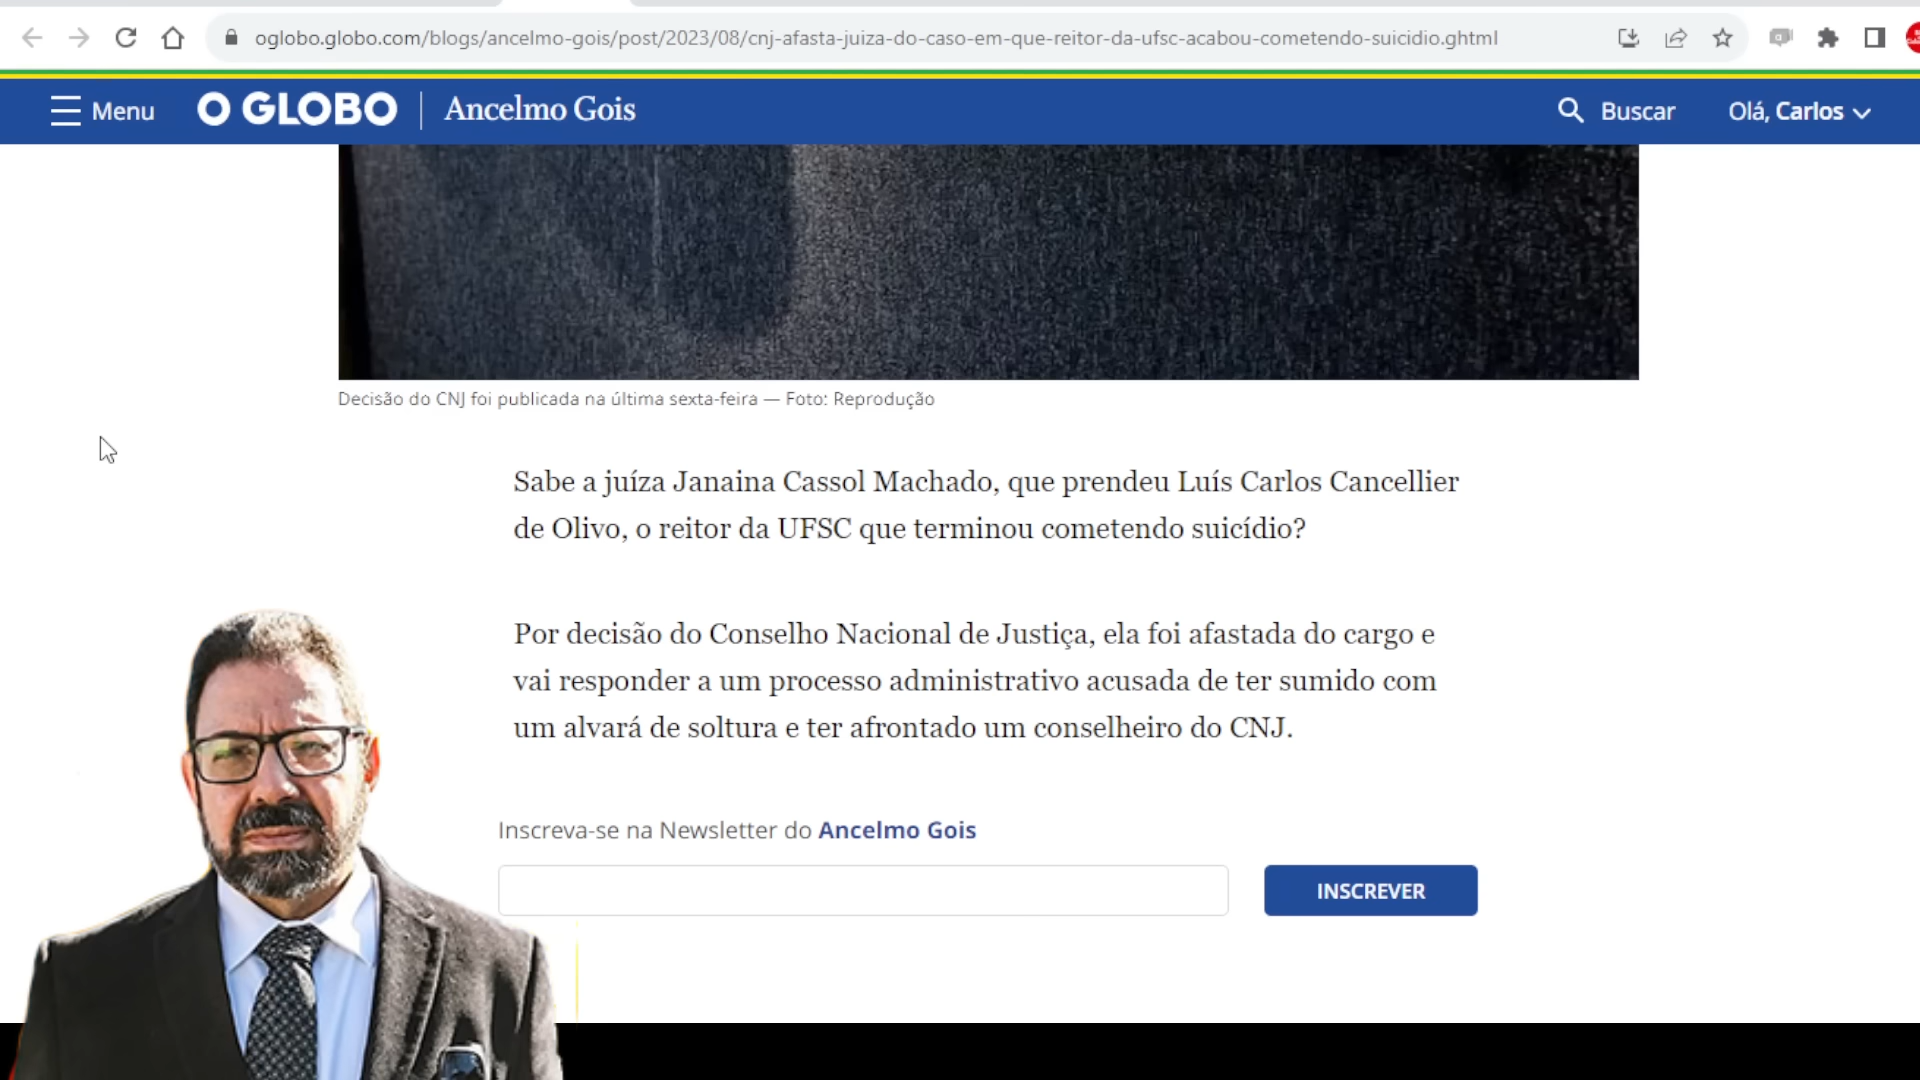 oglobo.globo.com/blogs/ancelmo-gois/post/2023/08/cnj-afasta-juiza-do-caso-em-que-reitor-da-ufsc-acabou-cometendo-suicidio.ghtml
Menu O GLOBO Ancelmo Gois Buscar Olá, Carlos
Decisão do CNJ foi publicada na última sexta-feira — Foto: Reprodução
Sabe a juíza Janaina Cassol Machado, que prendeu Luís Carlos Cancellier
de Olivo, o reitor da UFSC que terminou cometendo suicídio?
Por decisão do Conselho Nacional de Justiça, ela foi afastada do cargo e
vai responder a um processo administrativo acusada de ter sumido com
um alvará de soltura e ter afrontado um conselheiro do CNJ.
Inscreva-se na Newsletter do Ancelmo Gois
INSCREVER